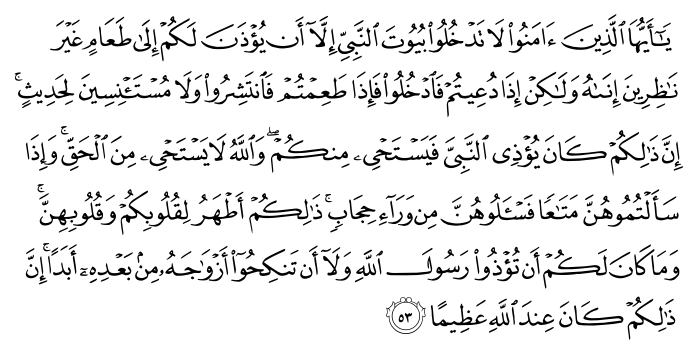 يَٰٓأَيُّهَا ٱلَّذِينَ ءَامَنُوا۟ لَا تَدْخُلُوا۟ بُيُوتَ ٱلنَّبِىِّ إِلَّآ أَن يُؤْذَنَ لَكُمْ إِلَىٰ طَعَامٍ غَيْرَ
نَٰظِرِينَ إِنَىٰهُ وَلَٰكِنْ إِذَا دُعِيتُمْ فَٱدْخُلُوا۟ فَإِذَا طَعِمْتُمْ فَٱنتَشِرُوا۟ وَلَا مُسْتَـْٔنِسِينَ لِحَدِيثٍ ۚ
إِنَّ ذَٰلِكُمْ كَانَ يُؤْذِى ٱلنَّبِىَّ فَيَسْتَحْىِۦ مِنكُمْ ۖ وَٱللَّهُ لَا يَسْتَحْىِۦ مِنَ ٱلْحَقِّ ۚ وَإِذَا
سَأَلْتُمُوهُنَّ مَتَٰعًا فَسْـَٔلُوهُنَّ مِن وَرَآءِ حِجَابٍ ۚ ذَٰلِكُمْ أَطْهَرُ لِقُلُوبِكُمْ وَقُلُوبِهِنَّ ۚ
وَمَا كَانَ لَكُمْ أَن تُؤْذُوا۟ رَسُولَ ٱللَّهِ وَلَآ أَن تَنكِحُوٓا۟ أَزْوَٰجَهُۥ مِنۢ بَعْدِهِۦٓ أَبَدًا ۚ إِنَّ
ذَٰلِكُمْ كَانَ عِندَ ٱللَّهِ عَظِيمًا ﴿٥٣﴾